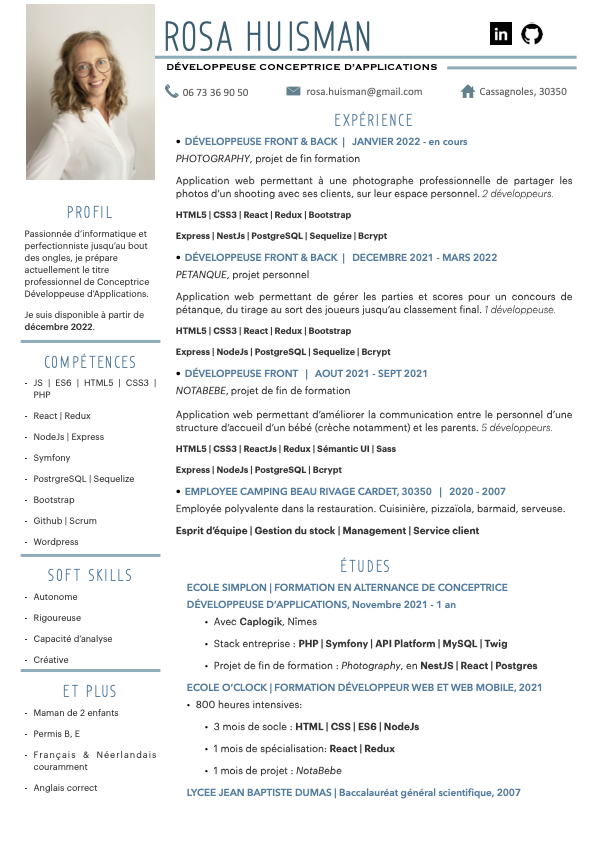 ROSA HUISMAN
in
DÉVELOPPEUSE CONCEPTRICE D'APPLICATIONS
06 73 36 90 50
rosa.huisman@gmail.com
Cassagnoles, 30350
PROFIL
Passionnée d'informatique et
perfectionniste jusqu'au bout
des ongles, je prépare
actuellement le titre
professionnel de Conceptrice
Développeuse d'Applications.
Je suis disponible à partir de
décembre 2022.
COMPÉTENCES
- JS | ES6 | HTML5 | CSS3 |
PHP
- React | Redux
- NodeJs | Express
- Symfony
- PostrgreSQL | Sequelize
- Bootstrap
- Github | Scrum
- Wordpress
SOFT SKILLS
- Autonome
- Rigoureuse
- Capacité d'analyse
- Créative
ET PLUS
- Maman de 2 enfants
- Permis B, E
- Français & Néerlandais
couramment
- Anglais correct
EXPÉRIENCE
• DÉVELOPPEUSE FRONT & BACK | JANVIER 2022 - en cours
PHOTOGRAPHY, projet de fin formation
Application web permettant à une photographe professionnelle de partager les
photos d'un shooting avec ses clients, sur leur espace personnel. 2 développeurs.
HTML5 | CSS3 | React | Redux | Bootstrap
Express | NestJs | PostgreSQL | Sequelize | Bcrypt
• DÉVELOPPEUSE FRONT & BACK | DECEMBRE 2021 - MARS 2022
PETANQUE, projet personnel
Application web permettant de gérer les parties et scores pour un concours de
pétanque, du tirage au sort des joueurs jusqu'au classement final. 1 développeuse.
HTML5 | CSS3 | React | Redux | Bootstrap
Express | NodeJs | PostgreSQL | Sequelize | Bcrypt
• DÉVELOPPEUSE FRONT | AOUT 2021 - SEPT 2021
NOTABEBE, projet de fin de formation
Application web permettant d'améliorer la communication entre le personnel d'une
structure d'accueil d'un bébé (crèche notamment) et les parents. 5 développeurs.
HTML5 | CSS3 | ReactJs | Redux | Sémantic UI | Sass
Express | NodeJs | PostgreSQL | Bcrypt
• EMPLOYEE CAMPING BEAU RIVAGE CARDET, 30350 | 2020 - 2007
Employée polyvalente dans la restauration. Cuisinière, pizzaïola, barmaid, serveuse.
Esprit d'équipe | Gestion du stock | Management | Service client
ÉTUDES
ECOLE SIMPLON | FORMATION EN ALTERNANCE DE CONCEPTRICE
DÉVELOPPEUSE D'APPLICATIONS, Novembre 2021 - 1 an
• Avec Caplogik, Nîmes
• Stack entreprise : PHP | Symfony | API Platform | MySQL | Twig
• Projet de fin de formation : Photography, en NestJS | React | Postgres
ECOLE O'CLOCK | FORMATION DÉVELOPPEUR WEB ET WEB MOBILE, 2021
• 800 heures intensives:
• 3 mois de socle : HTML | CSS | ES6 | NodeJs
• 1 mois de spécialisation: React | Redux
• 1 mois de projet : NotaBebe
LYCEE JEAN BAPTISTE DUMAS | Baccalauréat général scientifique, 2007